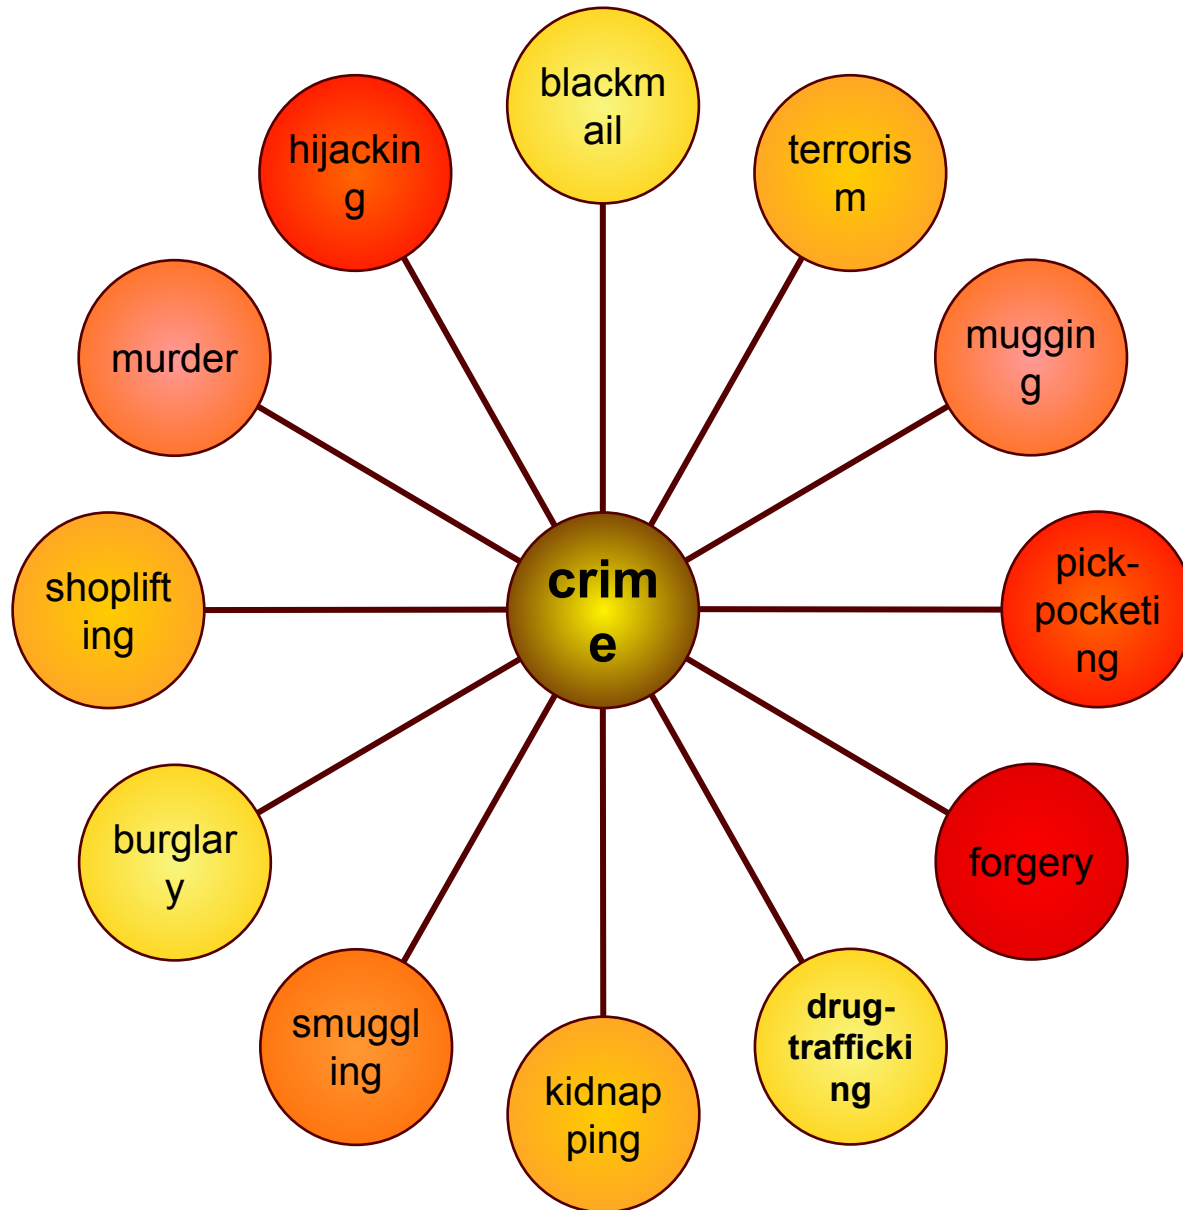 blackm
ail
terroris
m
muggin
g
pick-
pocketi
ng
forgery
drug-
trafficki
ng
kidnap
ping
smuggl
ing
burglar
y
shoplift
ing
murder
hijackin
g
crim
e